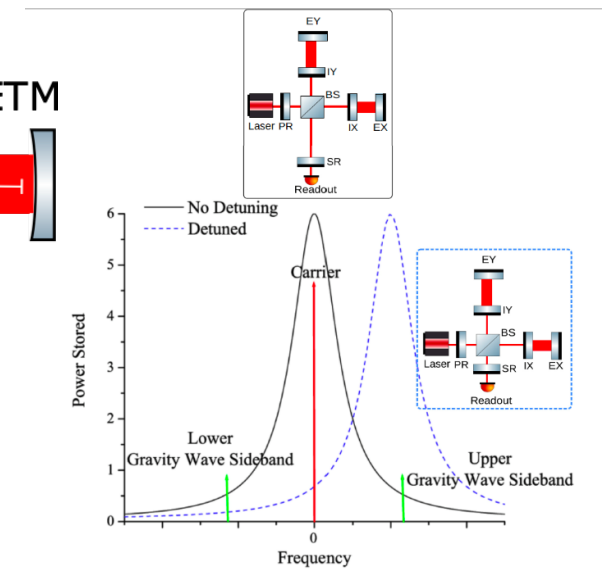 EY
IY
BS
Laser PR
IX EX
SR
Readout
ETM
No Detuning
Detuned
Carrier
EY
IY
BS
Laser PR
SR IX EX
Readout
Power Stored
6
5
4
3
2
1
0
Lower
Gravity Wave Sideband
Upper
Gravity Wave Sideband
0
Frequency